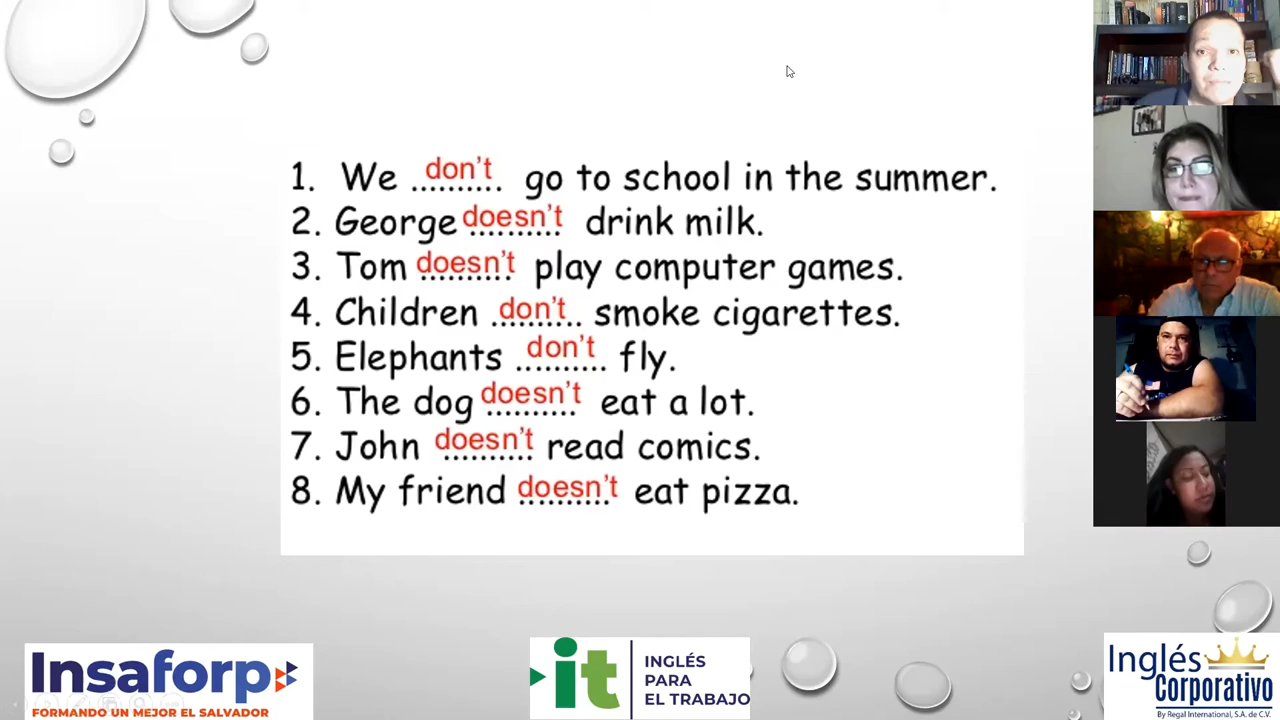 1. We don't go to school in the summer.
2. George doesn't drink milk.
3. Tom doesn't play computer games.
4. Children don't smoke cigarettes.
5. Elephants don't fly.
6. The dog doesn't eat a lot.
7. John doesn't read comics.
8. My friend doesn't eat pizza.
Insaforp
FORMANDO UN MEJOR EL SALVADOR
it
INGLÉS
PARA
EL TRABAJO
Inglés
Corporativo
By Regal International, S.A. de C.V.